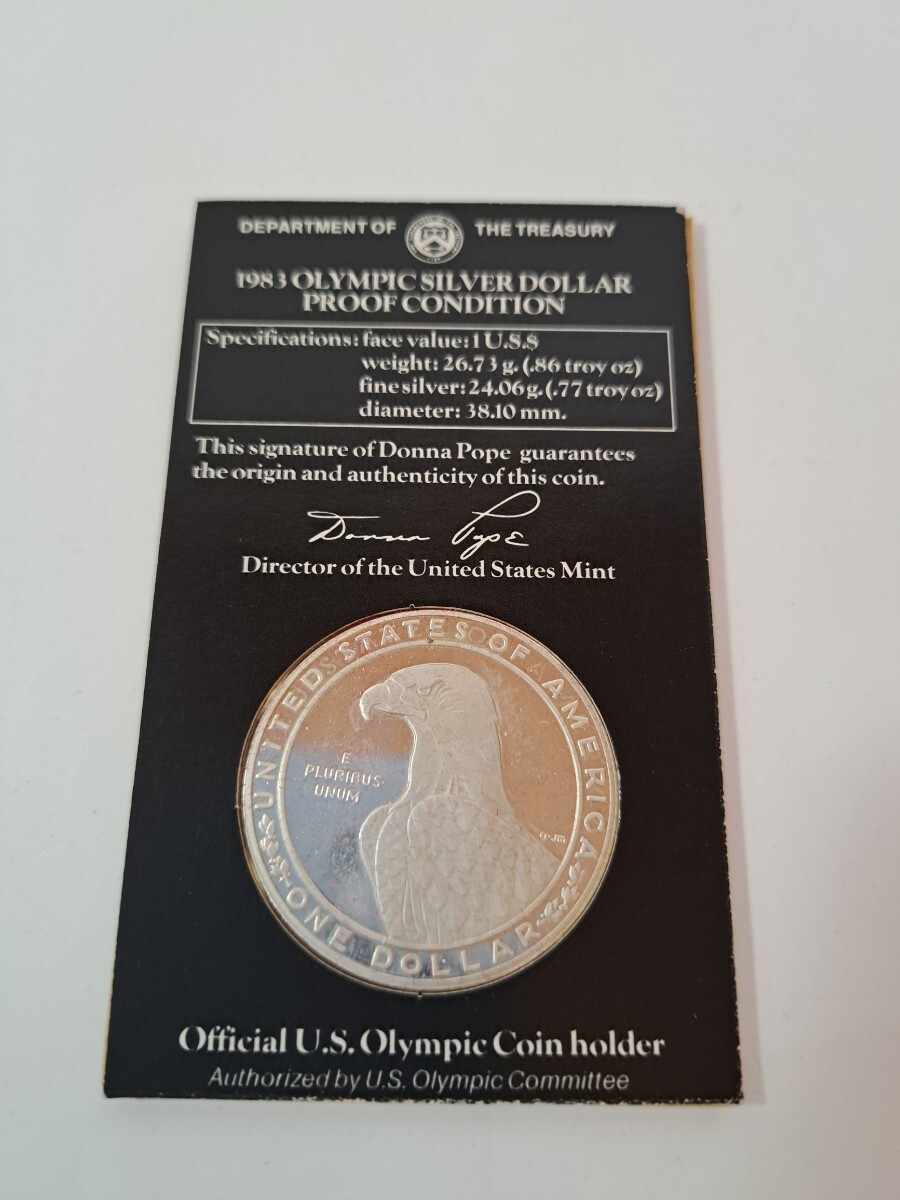 DEPARTMENT OF THE TREASURY
1983 OLYMPIC SILVER DOLLAR
PROOF CONDITION
Specifications: face value: 1 U.S.$
weight: 26.73 g. (.86 troy oz)
fine silver: 24.06 g. (.77 troy oz)
diameter: 38.10 mm.
This signature of Donna Pope guarantees
the origin and authenticity of this coin.
Donna Pope
Director of the United States Mint
UNITED STATES OF AMERICA
E
PLURIBUS
UNUM
ONE DOLLAR
Official U.S. Olympic Coin holder
Authorized by U.S. Olympic Committee